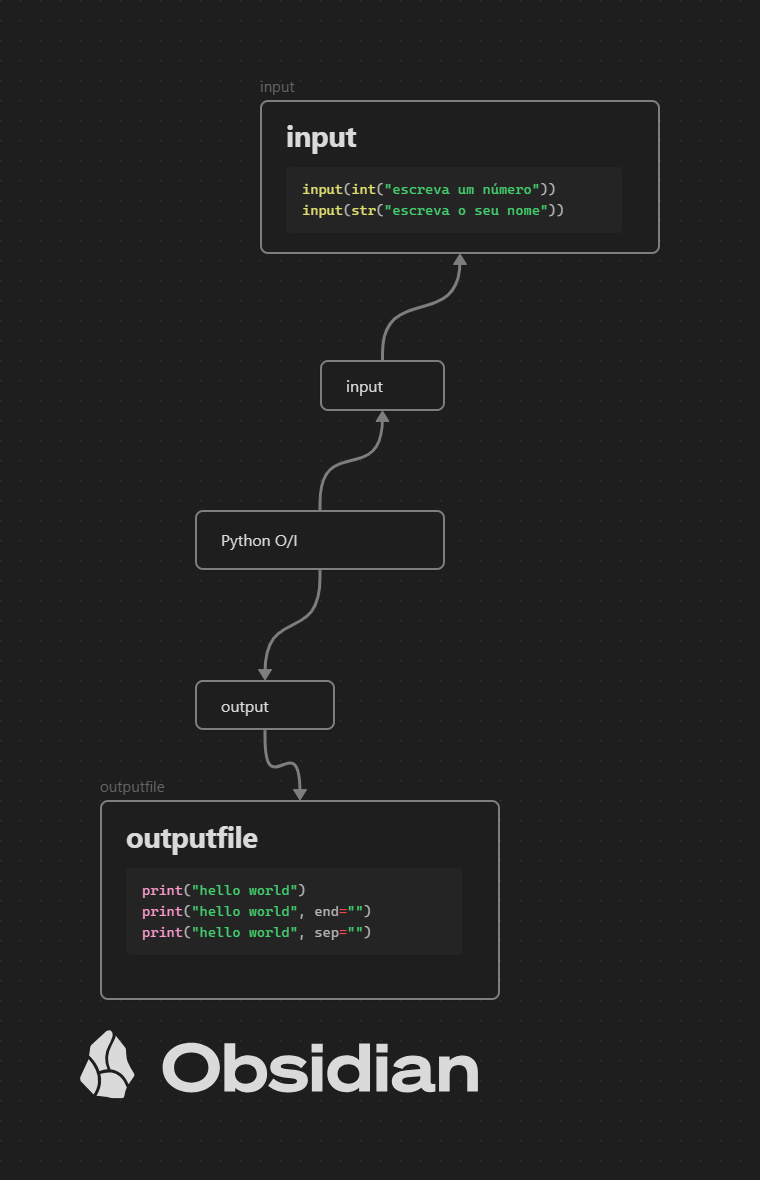 input
input
input(int("escreva um número"))
input(str("escreva o seu nome"))
input
Python O/I
output
outputfile
outputfile
print("hello world")
print("hello world", end="")
print("hello world", sep="")
Obsidian